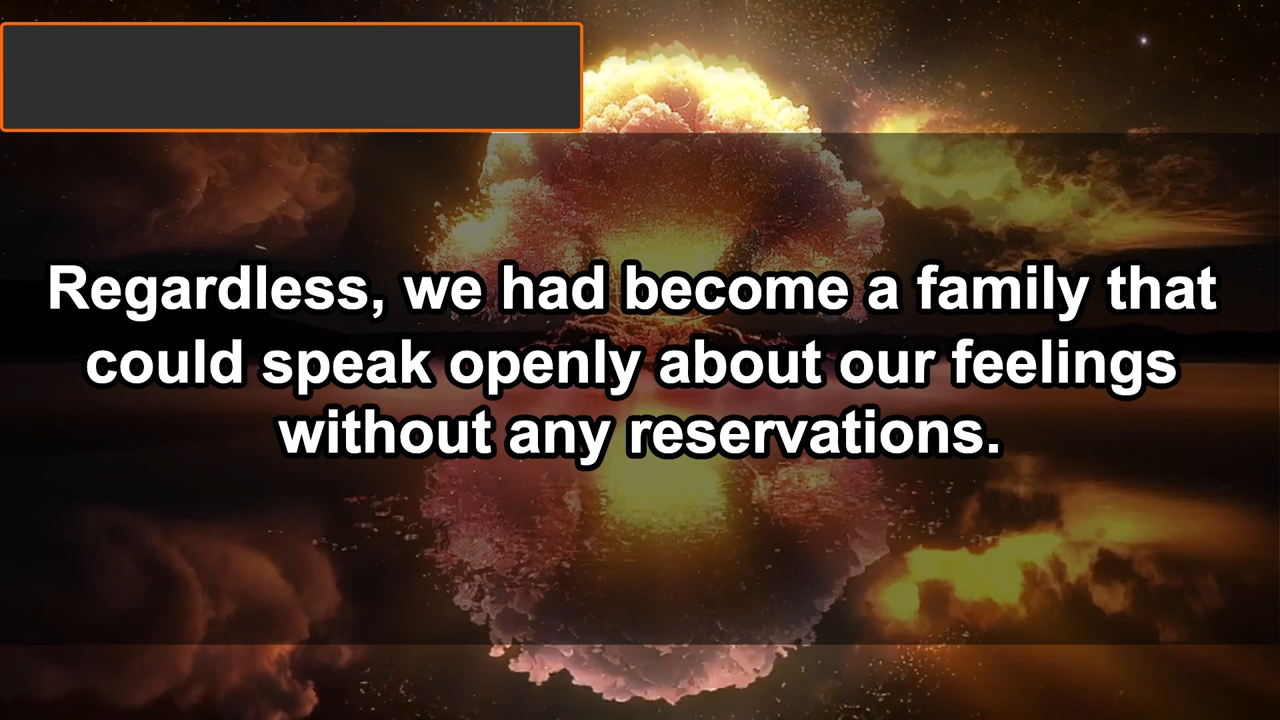 Regardless, we had become a family that
could speak openly about our feelings
without any reservations.